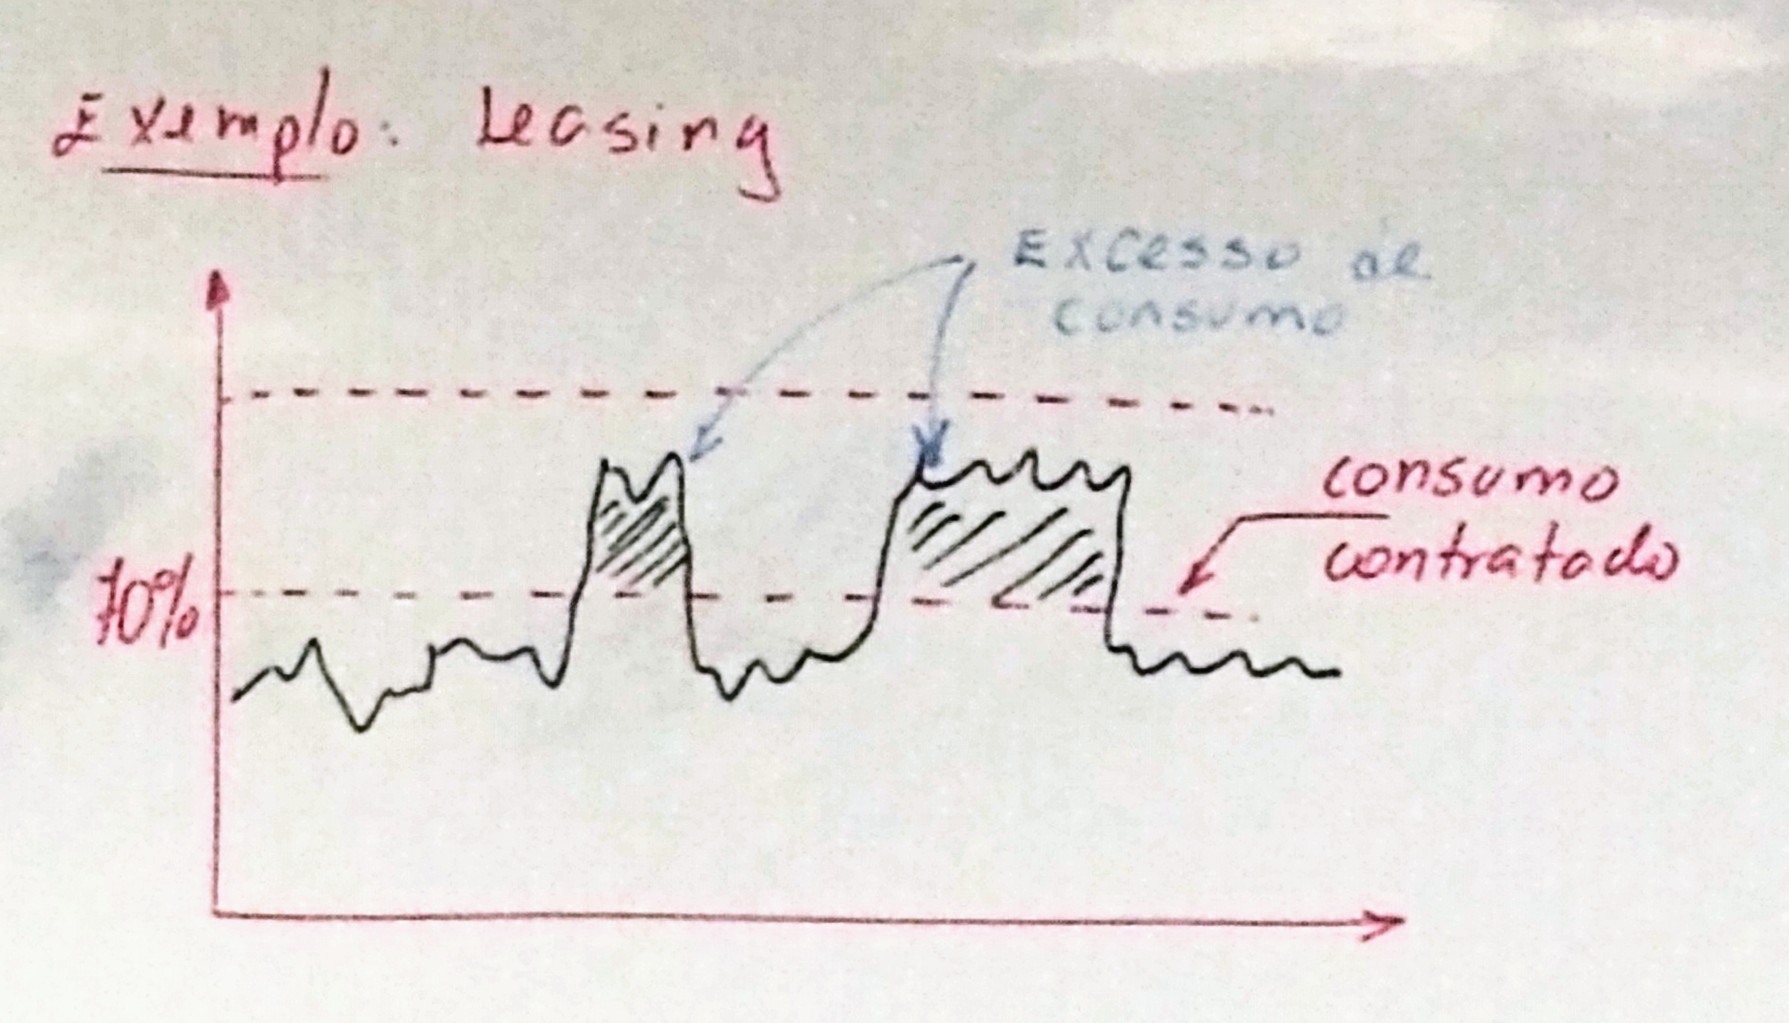 Exemplo: Leasing
Excesso de
consumo
consumo
contratado
70%